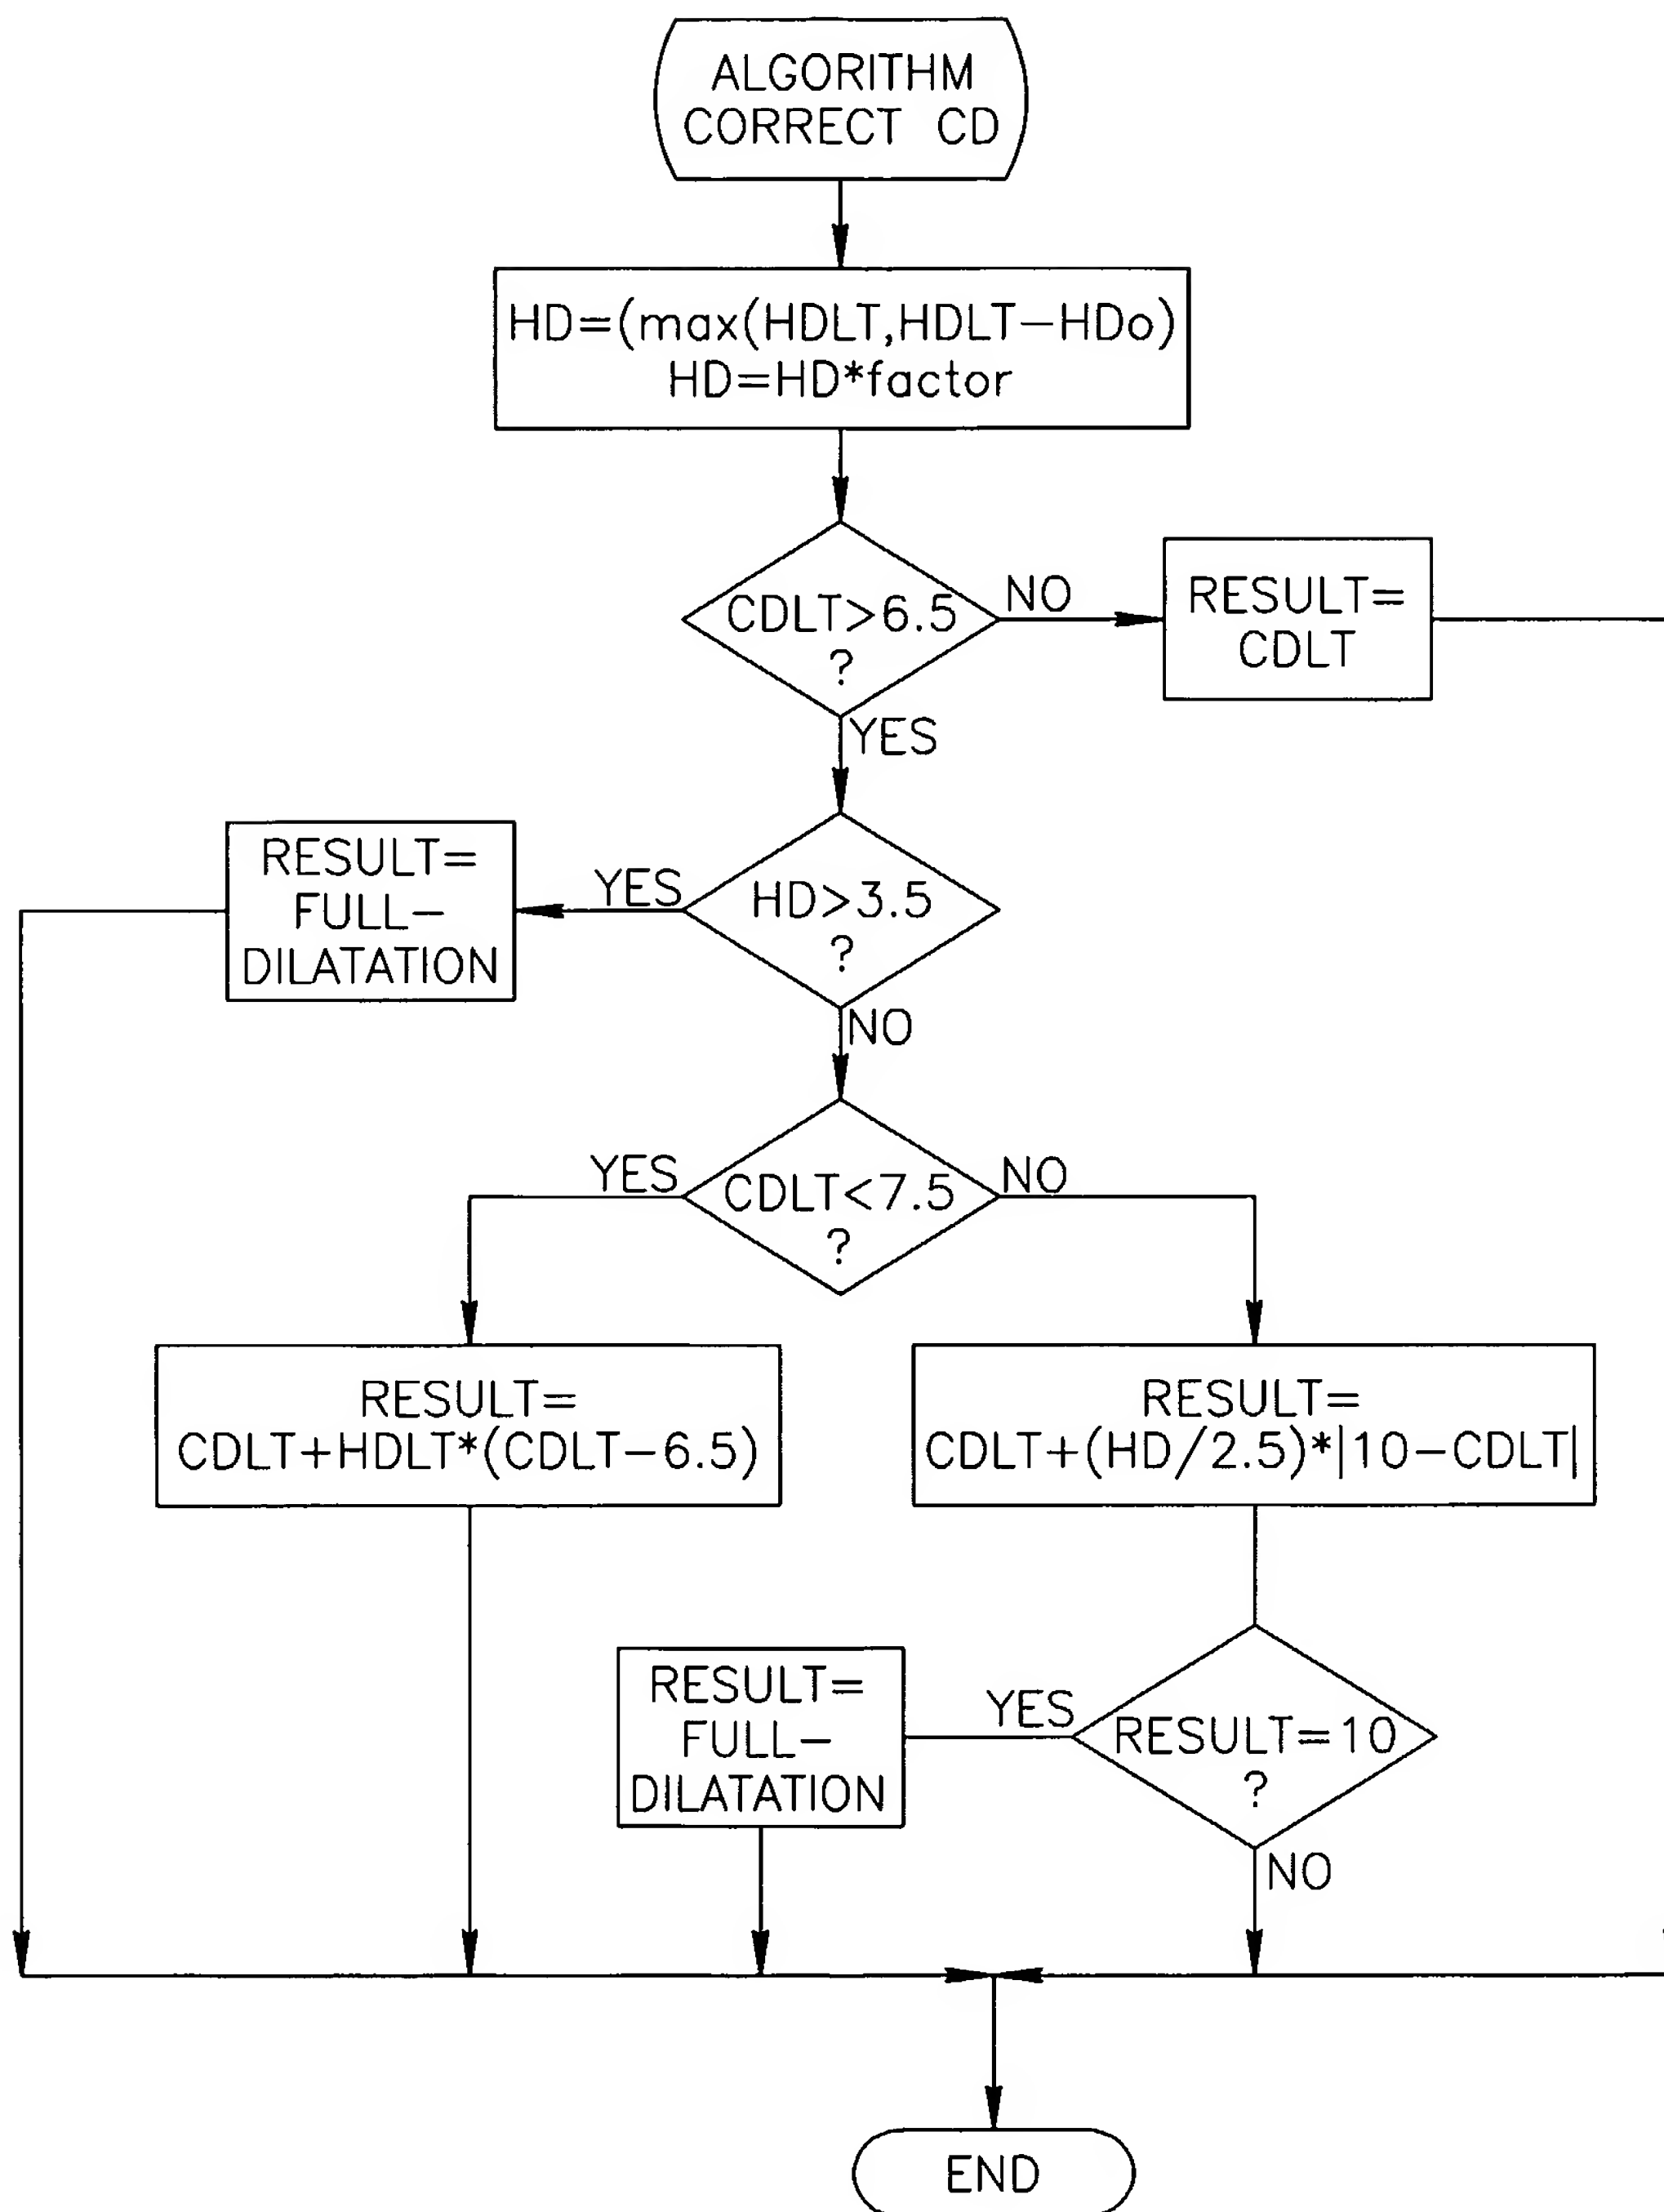 ALGORITHM
CORRECT CD
HD=(max(HDLT,HDLT-HDo)
HD=HD*factor
CDLT>6.5
?
NO
RESULT=
CDLT
YES
HD>3.5
?
YES
RESULT=
FULL-
DILATATION
NO
CDLT<7.5
?
YES
NO
RESULT=
CDLT+HDLT*(CDLT-6.5)
RESULT=
CDLT+(HD/2.5)*|10-CDLT|
RESULT=10
?
YES
RESULT=
FULL-
DILATATION
NO
END